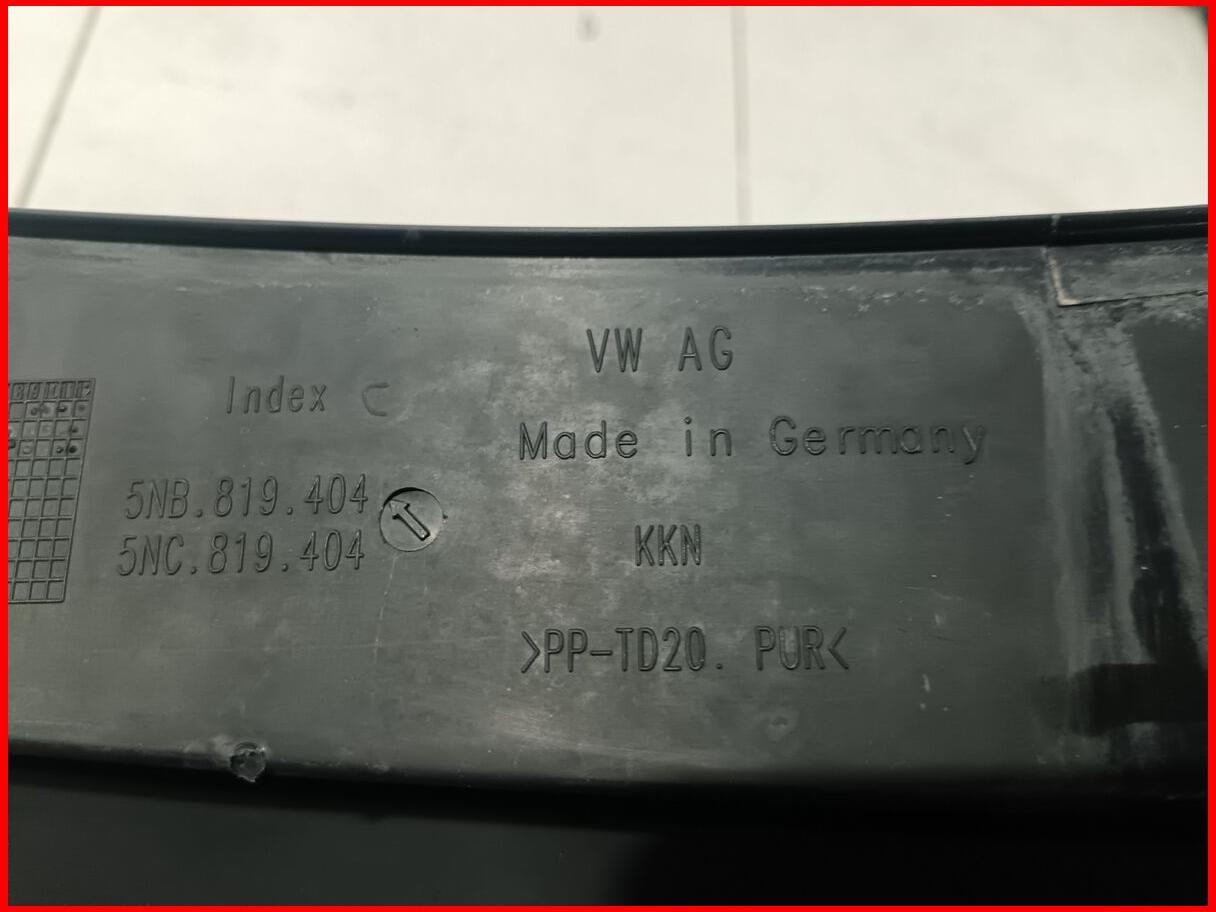 VW AG
Index C
Made in Germany
5NB.819.404
5NC.819.404
KKN
>PP-TD20. PUR<